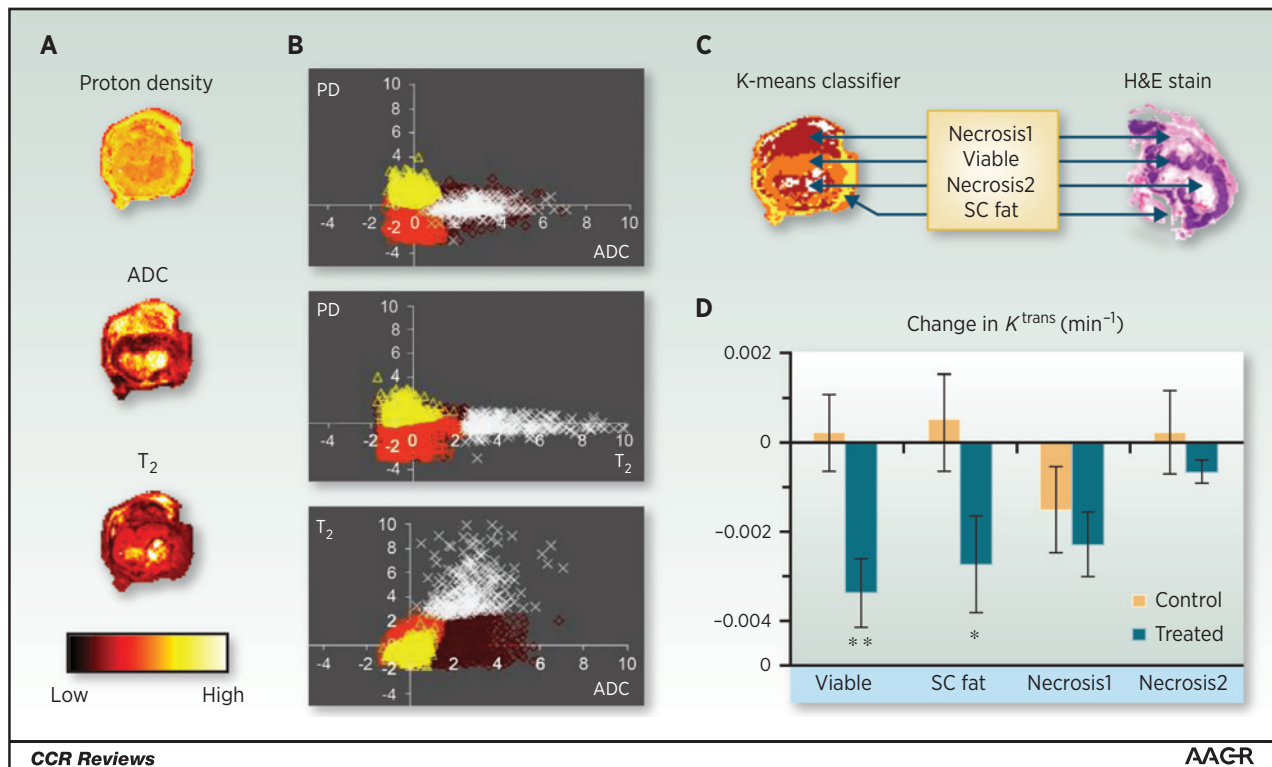 A
Proton density
ADC
T2
Low High
B
PD
10
8
6
4
2
-4 -2 0 2 4 6 8 10
-2
-4
ADC
PD
10
8
6
4
2
-4 -2 0 2 4 6 8 10
-2
-4
T2
T2
10
8
6
4
2
-4 -2 0 2 4 6 8 10
-2
-4
ADC
C
K-means classifier
H&E stain
Necrosis1
Viable
Necrosis2
SC fat
D
Change in Ktrans (min–1)
0.002
0
–0.002
–0.004
0
** *
Control
Treated
Viable SC fat Necrosis1 Necrosis2
CCR Reviews
AACR